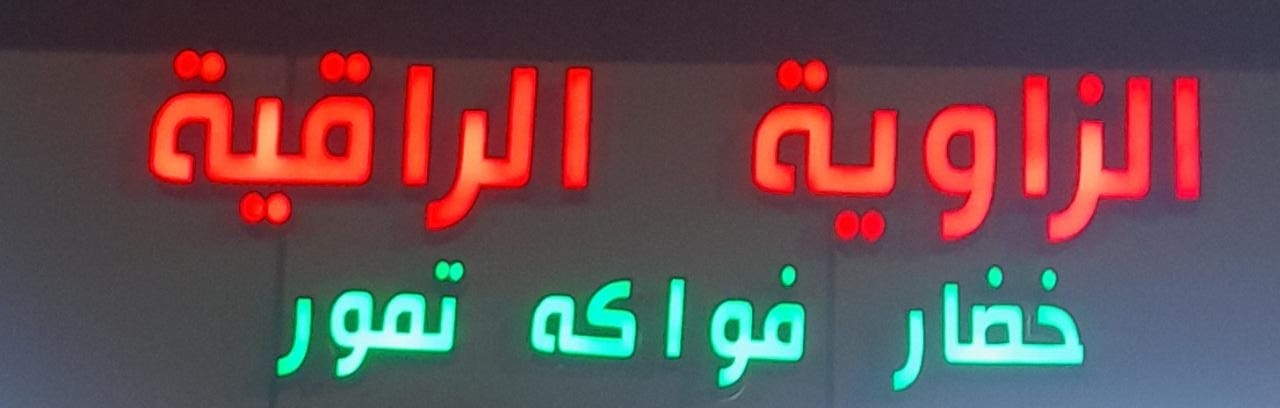 الزاوية الراقية
خضار فواكه تمور